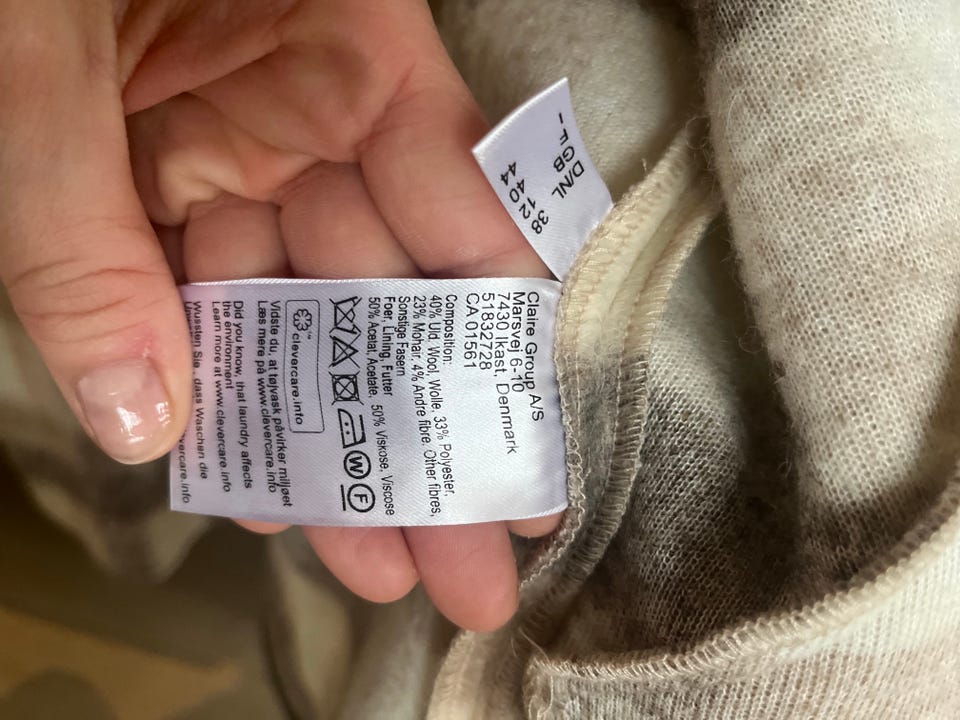 D/NL 38
GB 12
F 40
I 44
Claire Group A/S
Marsvej 6-10
7430 Ikast, Denmark
51832728
CA 01561
Composition:
40% Uld, Wool, Wolle, 33% Polyester,
23% Mohair, 4% Andre fibre, Other fibres,
Sonstige Fasern
Foer, Lining, Futter
50% Acetat, Acetate, 50% Viskose, Viscose
W F
clevercare.info
Vidste du, at tøjvask påvirker miljøet
Læs mere på www.clevercare.info
Did you know, that laundry affects
the environment
Learn more at www.clevercare.info
Wussten Sie, dass Waschen die